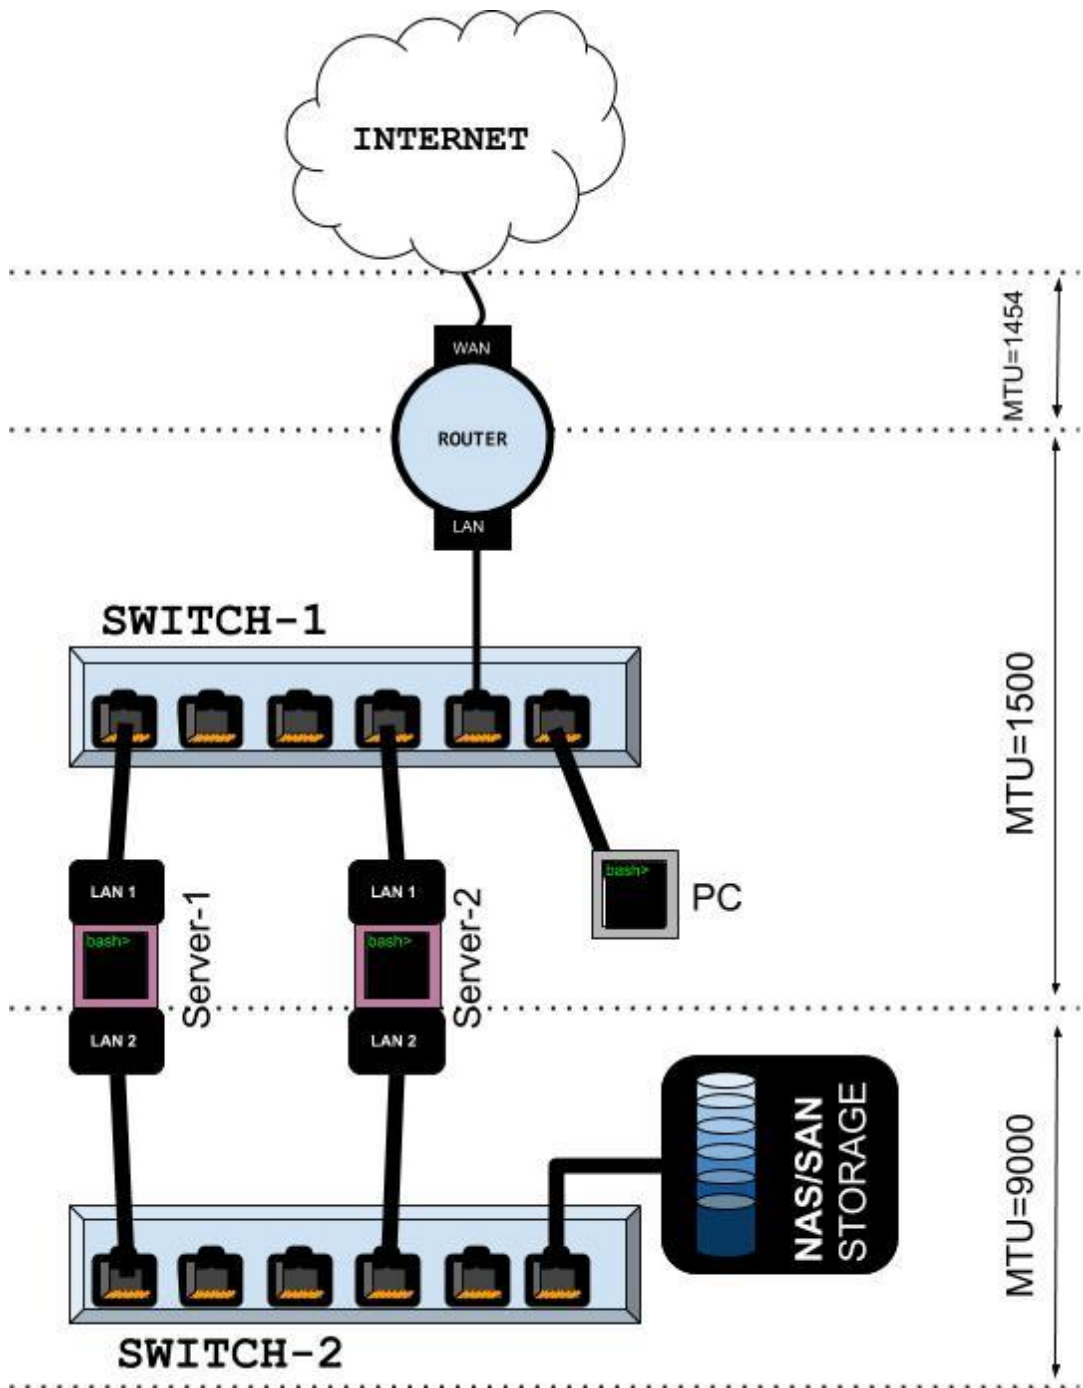 INTERNET
MTU=1454
WAN
ROUTER
LAN
SWITCH-1
MTU=1500
LAN 1
bash>
LAN 2
Server-1
LAN 1
bash>
LAN 2
Server-2
bash>
PC
NAS/SAN
STORAGE
MTU=9000
SWITCH-2